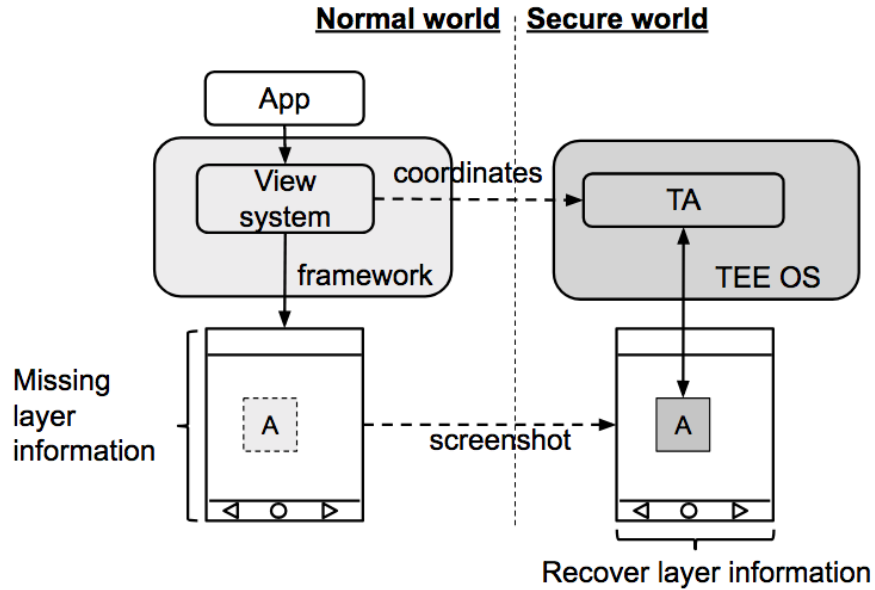 Normal world
Secure world
App
View
system
coordinates
TA
framework
TEE OS
Missing
layer
information
A
screenshot
A
Recover layer information